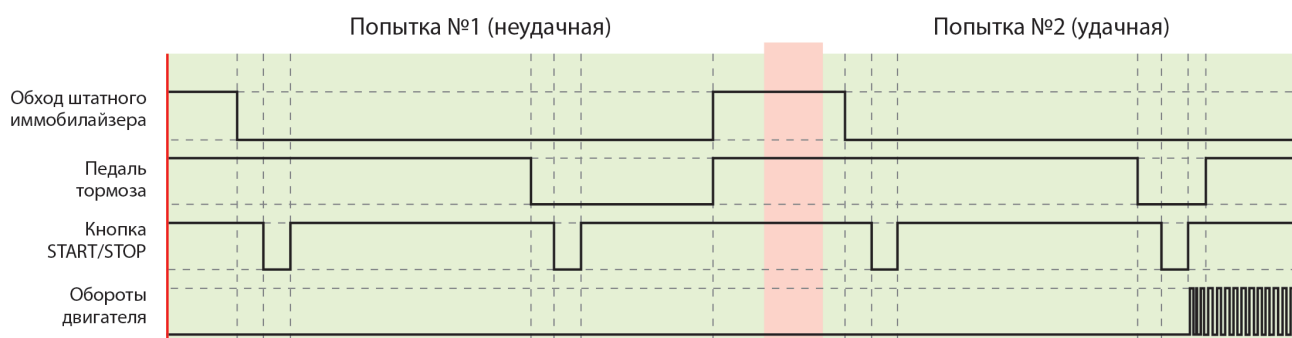 Попытка №1 (неудачная)
Попытка №2 (удачная)
Обход штатного
иммобилайзера
Педаль
тормоза
Кнопка
START/STOP
Обороты
двигателя